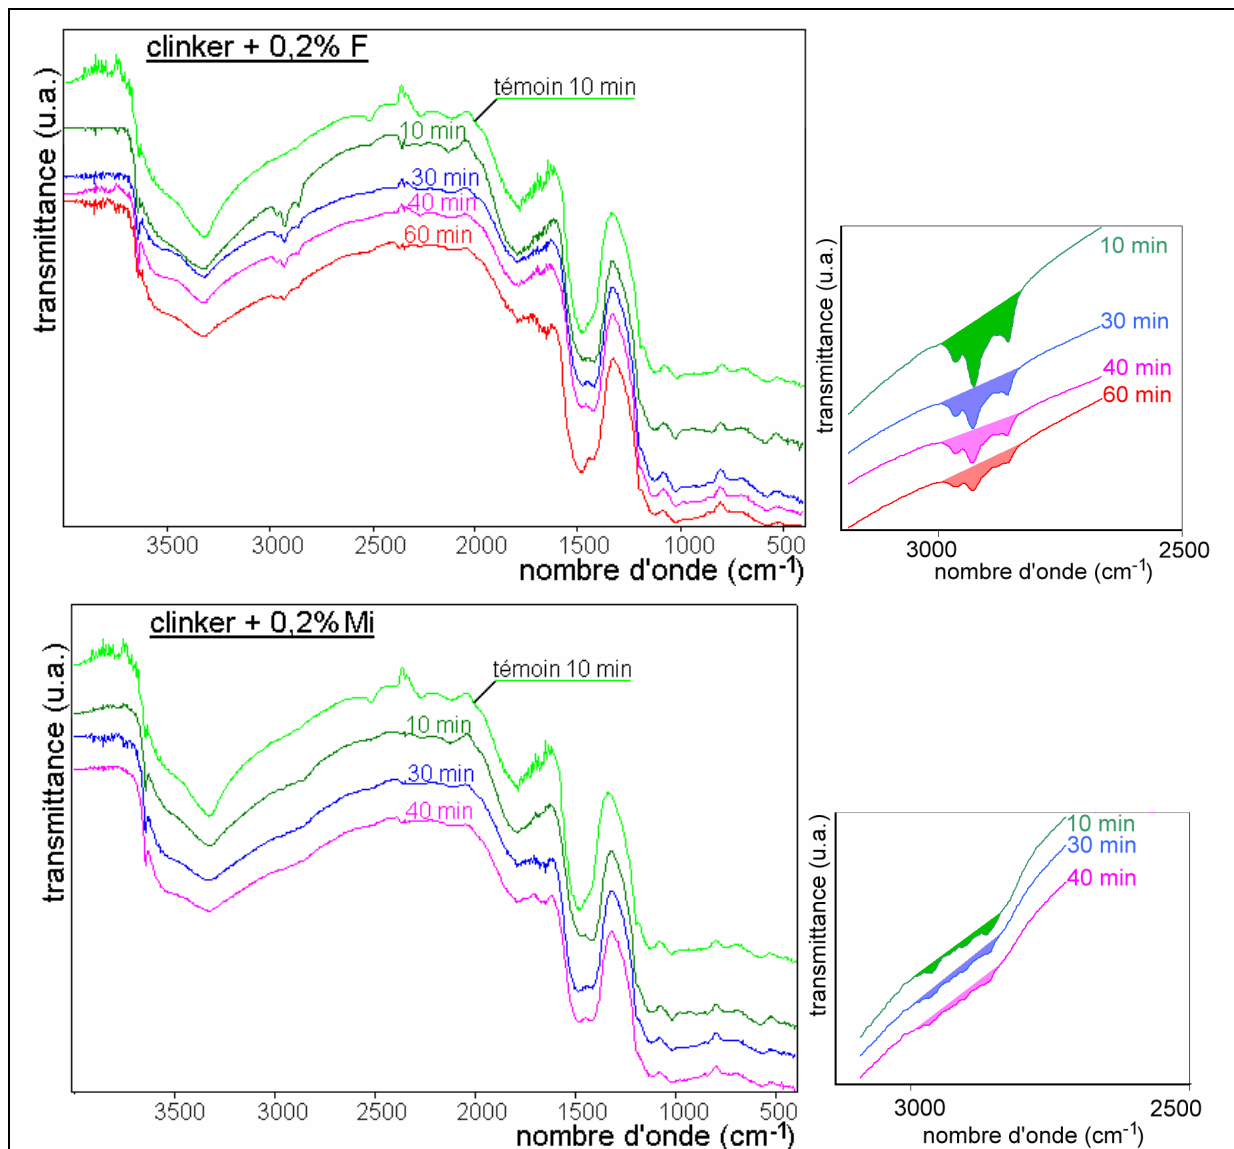 clinker + 0,2% F
transmittance (u.a.)
témoin 10 min
10 min
30 min
40 min
60 min
3500 3000 2500 2000 1500 1000 500
nombre d'onde (cm-1)
transmittance (u.a.)
10 min
30 min
40 min
60 min
3000 2500
nombre d'onde (cm-1)
clinker + 0,2% Mi
transmittance (u.a.)
témoin 10 min
10 min
30 min
40 min
3500 3000 2500 2000 1500 1000 500
nombre d'onde (cm-1)
transmittance (u.a.)
10 min
30 min
40 min
3000 2500
nombre d'onde (cm-1)